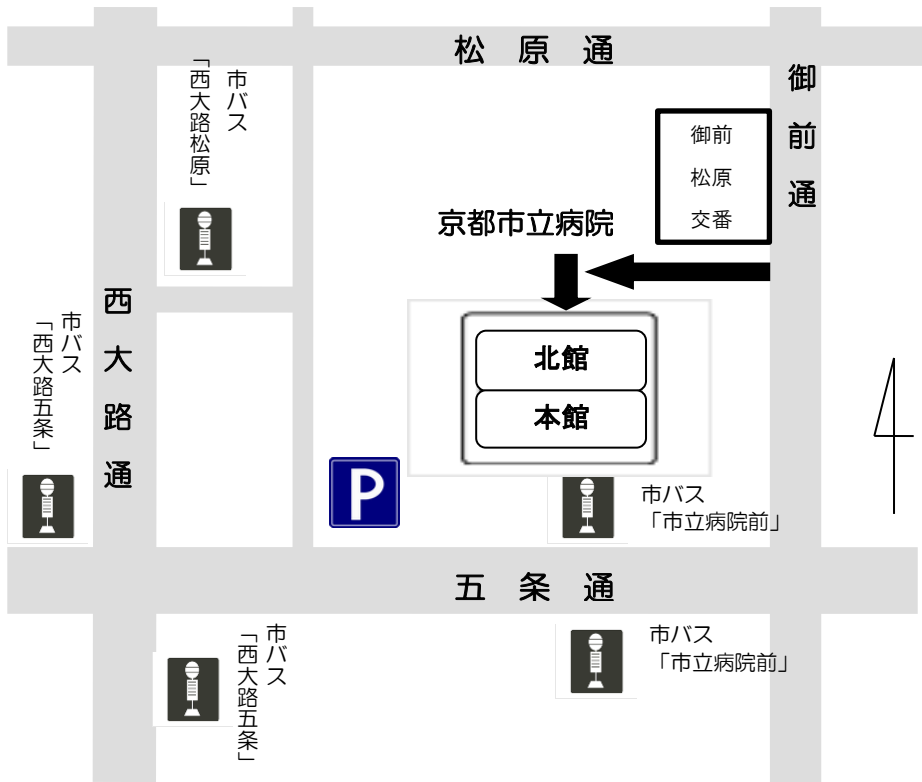 松原通
御前通
市バス
「西大路松原」
御前
松原
交番
京都市立病院
西大路通
市バス
「西大路五条」
北館
本館
P
市バス
「市立病院前」
五条通
市バス
「西大路五条」
市バス
「市立病院前」